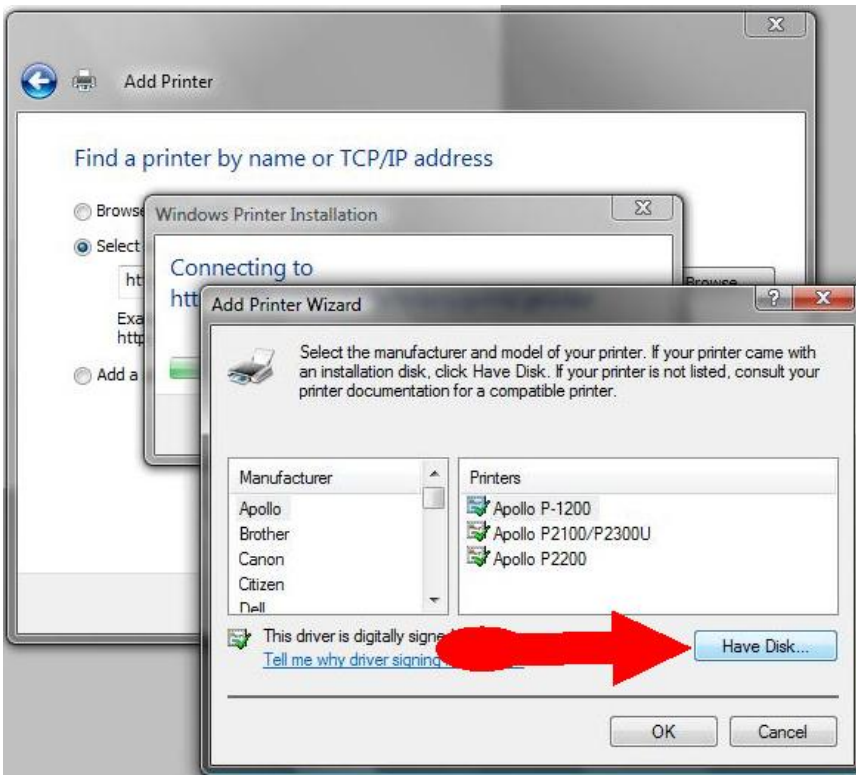 Add Printer
Find a printer by name or TCP/IP address
Browse
Windows Printer Installation
Select
Connecting to
htt
Browse...
Add Printer Wizard
Exa
http
Select the manufacturer and model of your printer. If your printer came with
an installation disk, click Have Disk. If your printer is not listed, consult your
printer documentation for a compatible printer.
Add a
Manufacturer
Printers
Apollo
Apollo P-1200
Brother
Apollo P2100/P2300U
Canon
Apollo P2200
Citizen
Dell
This driver is digitally signe
Tell me why driver signing
Have Disk...
OK
Cancel